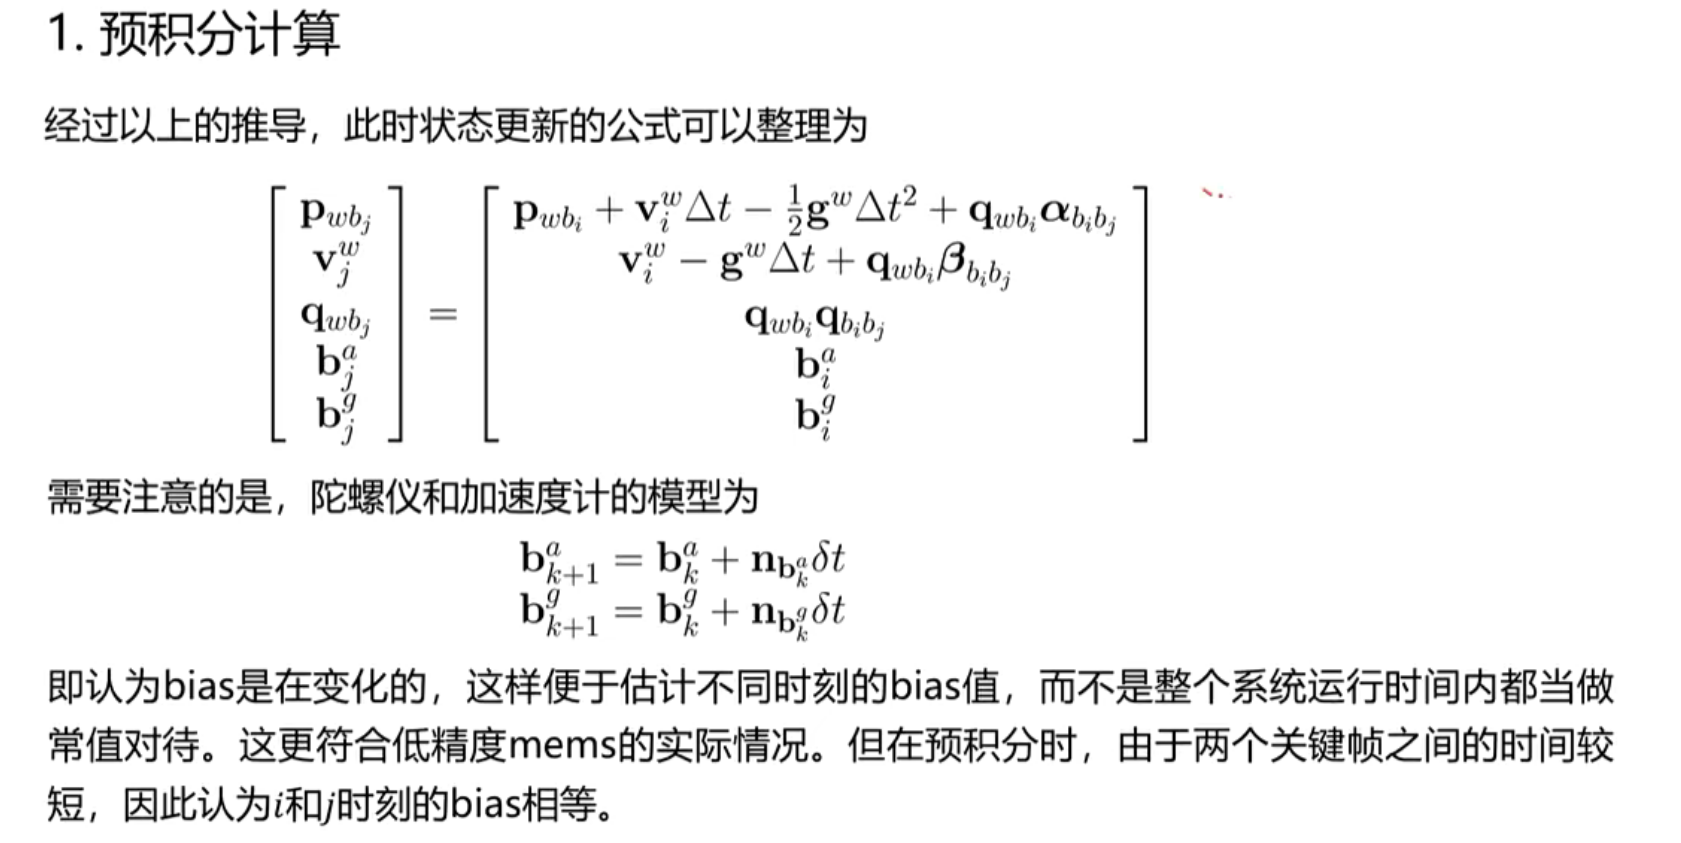 1. 预积分计算
经过以上的推导，此时状态更新的公式可以整理为
$$\begin{bmatrix} \mathbf{p}_{wb_j} \\ \mathbf{v}_j^w \\ \mathbf{q}_{wb_j} \\ \mathbf{b}_j^a \\ \mathbf{b}_j^g \end{bmatrix} = \begin{bmatrix} \mathbf{p}_{wb_i} + \mathbf{v}_i^w \Delta t - \frac{1}{2} \mathbf{g}^w \Delta t^2 + \mathbf{q}_{wb_i} \boldsymbol{\alpha}_{b_i b_j} \\ \mathbf{v}_i^w - \mathbf{g}^w \Delta t + \mathbf{q}_{wb_i} \boldsymbol{\beta}_{b_i b_j} \\ \mathbf{q}_{wb_i} \mathbf{q}_{b_i b_j} \\ \mathbf{b}_i^a \\ \mathbf{b}_i^g \end{bmatrix}$$
需要注意的是，陀螺仪和加速度计的模型为
$$\mathbf{b}_{k+1}^a = \mathbf{b}_k^a + \mathbf{n}_{\mathbf{b}_k^a} \delta t$$
$$\mathbf{b}_{k+1}^g = \mathbf{b}_k^g + \mathbf{n}_{\mathbf{b}_k^g} \delta t$$
即认为bias是在变化的，这样便于估计不同时刻的bias值，而不是整个系统运行时间内都当做
常值对待。这更符合低精度mems的实际情况。但在预积分时，由于两个关键帧之间的时间较
短，因此认为i和j时刻的bias相等。